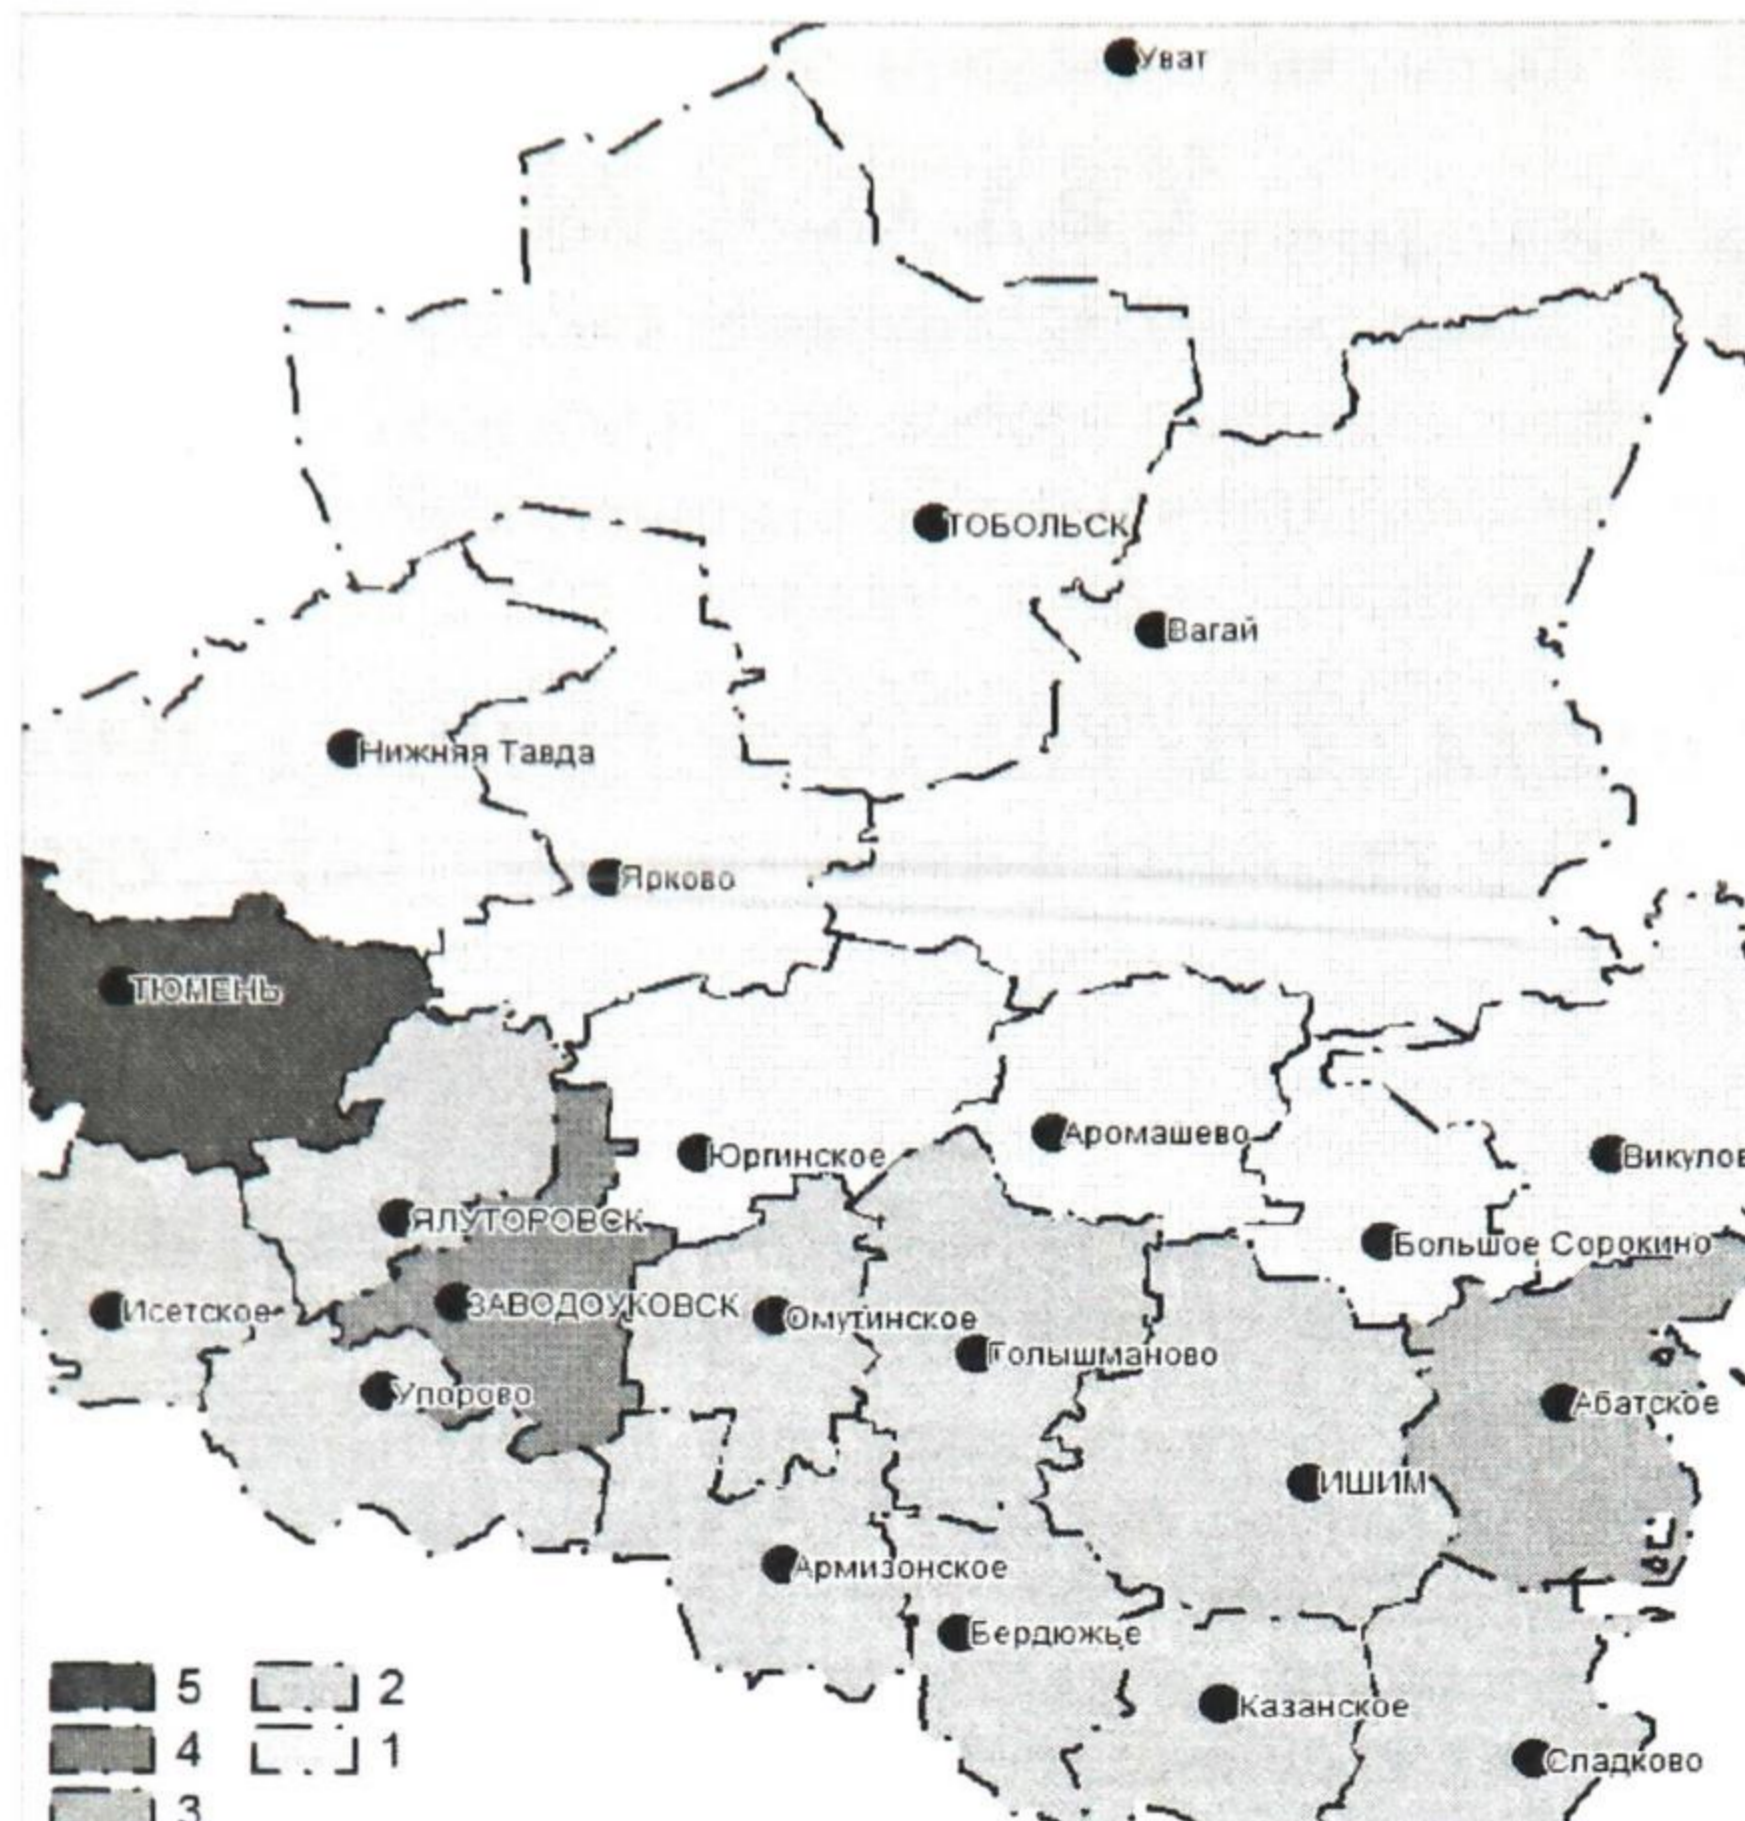 Уват
ТОБОЛЬСК
Вагай
Нижняя Тавда
Ярково
ТЮМЕНЬ
Аромашево
Юргинское
Викулов
ЯЛУТОРОВСК
Большое Сорокино
Исетское
ЗАВОДОУКОВСК
Омутинское
Голышманово
Упорово
Абатское
ИШИМ
Армизонское
Бердюжье
Казанское
Сладково
5 2
4 1
3